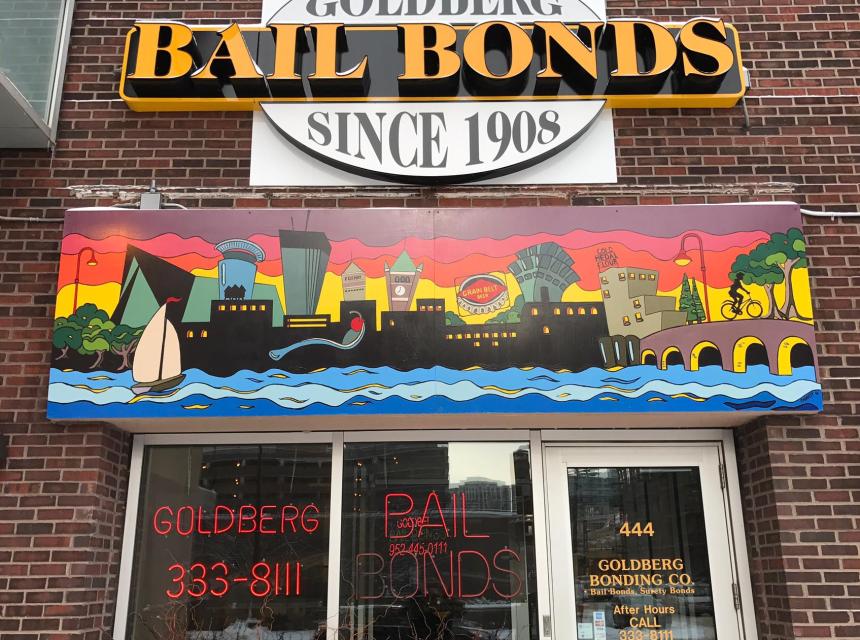 GOLDBERG
BAIL BONDS
SINCE 1908
GOLD
MEDAL
FLOUR
GRAIN BELT
BEER
GOLDBERG
333-8111
BAIL
BONDS
952-445-0111
444
GOLDBERG
BONDING CO.
Bail Bonds, Surety Bonds
After Hours
CALL
333-8111